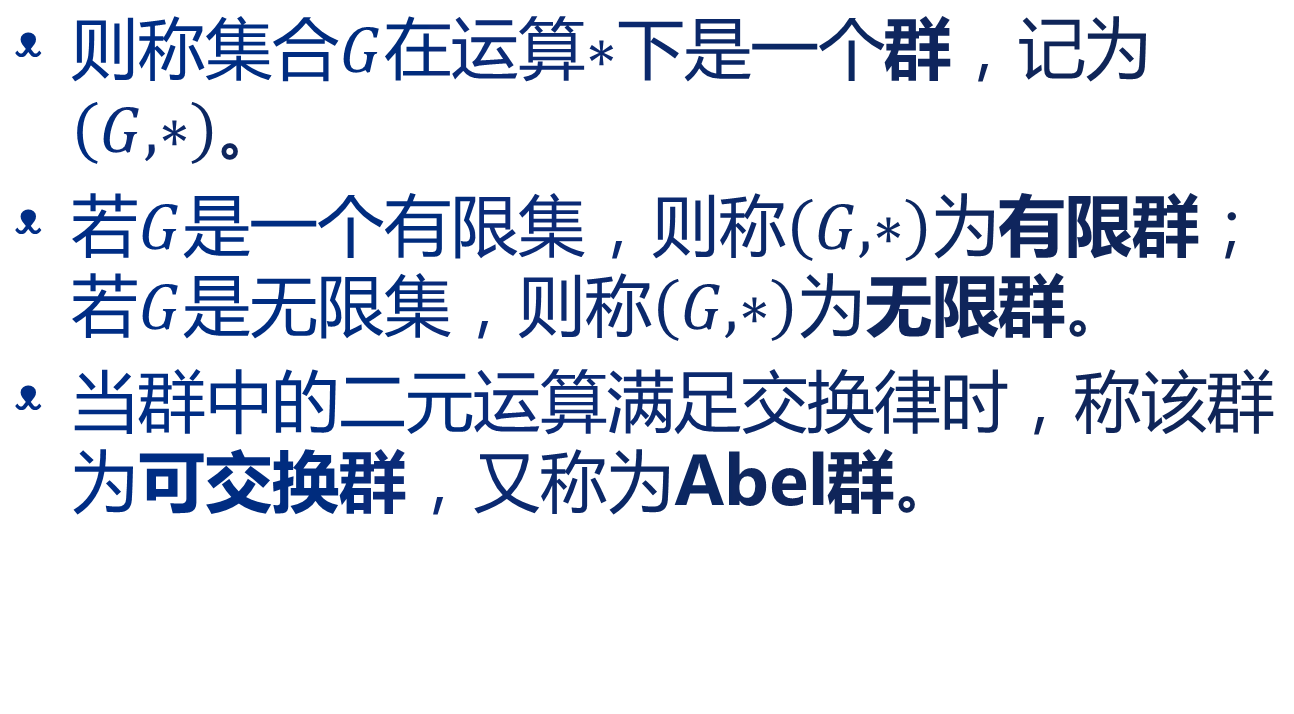 则称集合G在运算*下是一个群，记为
(G,*)。
若G是一个有限集，则称(G,*)为有限群；
若G是无限集，则称(G,*)为无限群。
当群中的二元运算满足交换律时，称该群
为可交换群，又称为Abel群。